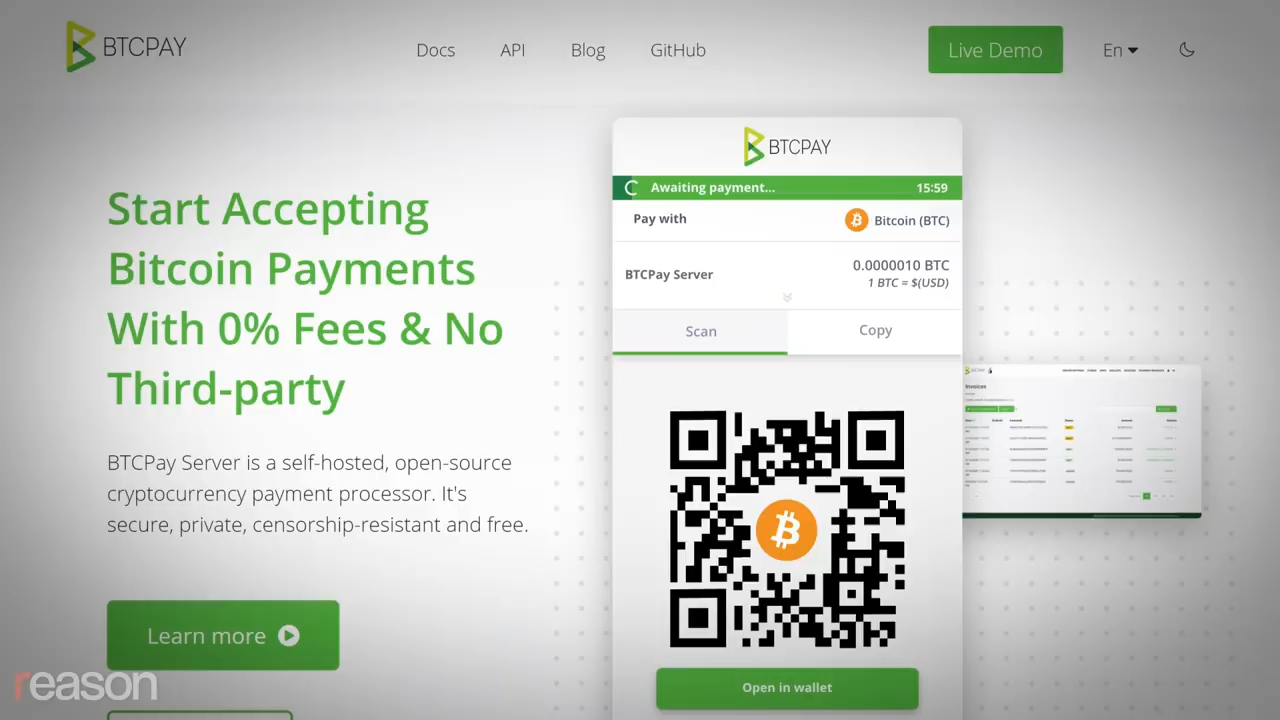 BTCPAY
Docs
API
Blog
GitHub
Live Demo
En
Start Accepting
Bitcoin Payments
With 0% Fees & No
Third-party
BTCPay Server is a self-hosted, open-source
cryptocurrency payment processor. It's
secure, private, censorship-resistant and free.
Learn more
BTCPAY
Awaiting payment... 15:59
Pay with Bitcoin (BTC)
BTCPay Server 0.0000010 BTC
1 BTC = $(USD)
Scan Copy
Open in wallet
Invoices
reason